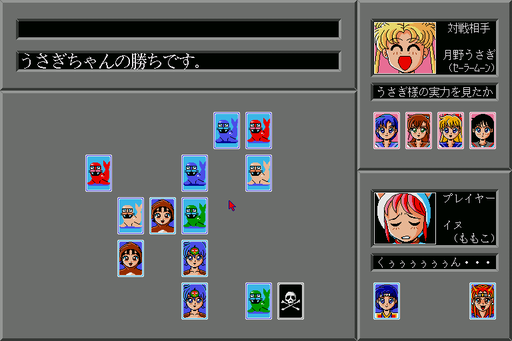 うさぎちゃんの勝ちです。
対戦相手
月野うさぎ
(セーラームーン)
うさぎ様の実力を見たか
プレイヤー
イヌ
(ももこ)
くぅぅぅぅぅぅん・・・